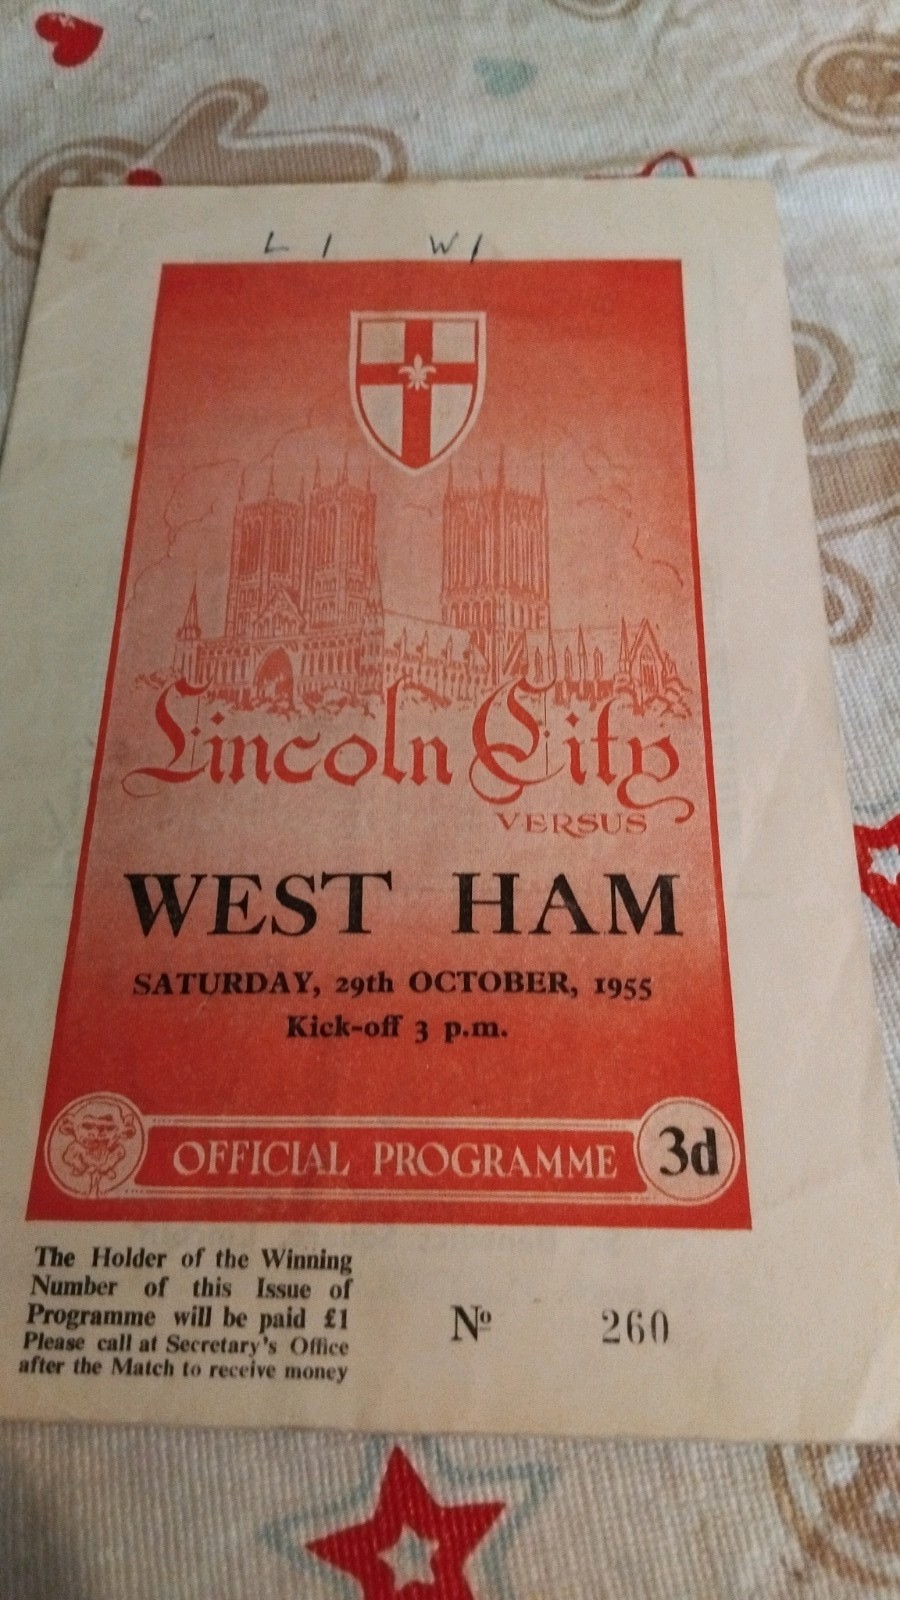 L 1 W 1
Lincoln City
VERSUS
WEST HAM
SATURDAY, 29th OCTOBER, 1955
Kick-off 3 p.m.
OFFICIAL PROGRAMME 3d
The Holder of the Winning
Number of this Issue of
Programme will be paid £1
Please call at Secretary's Office
after the Match to receive money
Nº 260